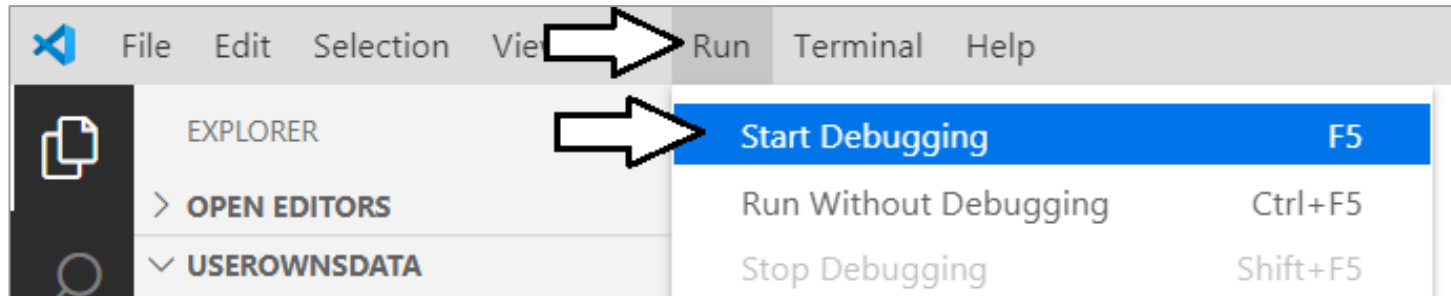 File Edit Selection Run Terminal Help
EXPLORER
Start Debugging F5
OPEN EDITORS
Run Without Debugging Ctrl+F5
USEROWNSDATA
Stop Debugging Shift+F5